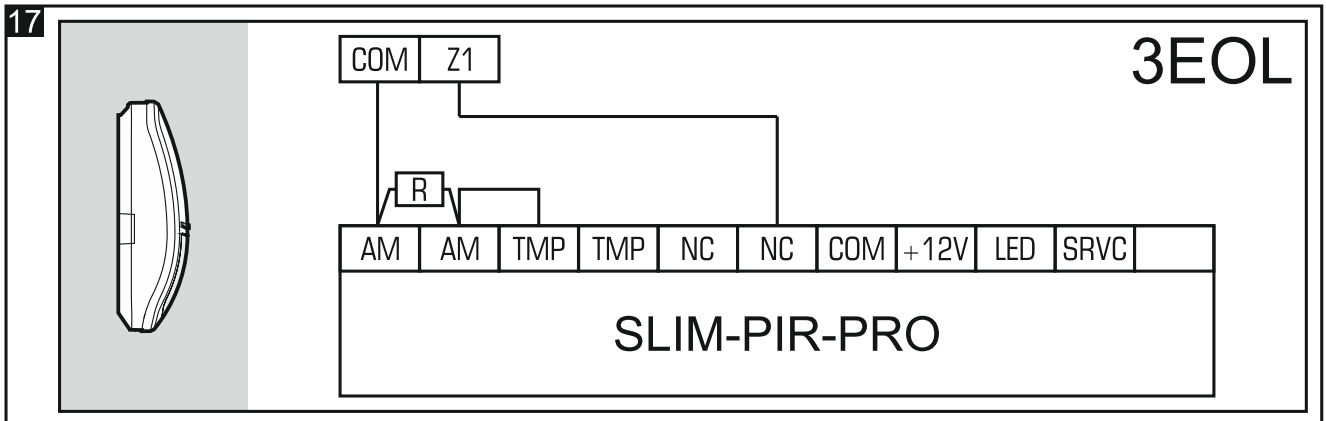 17
3EOL
COM Z1
R
AM AM TMP TMP NC NC COM +12V LED SRVC
SLIM-PIR-PRO